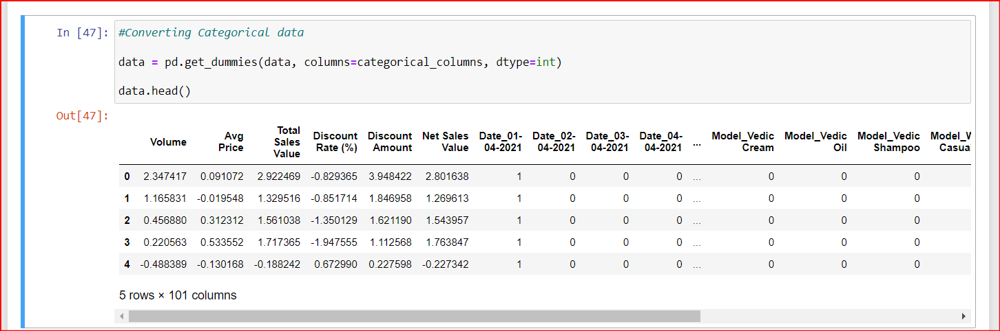 In [47]: #Converting Categorical data
data = pd.get_dummies(data, columns=categorical_columns, dtype=int)
data.head()
Out[47]:
Volume Avg Price Total Sales Value Discount Rate (%) Discount Amount Net Sales Value Date_01-04-2021 Date_02-04-2021 Date_03-04-2021 Date_04-04-2021 ... Model_Vedic Cream Model_Vedic Oil Model_Vedic Shampoo Model_W Casua
0 2.347417 0.091072 2.922469 -0.829365 3.948422 2.801638 1 0 0 0 ... 0 0 0
1 1.165831 -0.019548 1.329516 -0.851714 1.846958 1.269613 1 0 0 0 ... 0 0 0
2 0.456880 0.312312 1.561038 -1.350129 1.621190 1.543957 1 0 0 0 ... 0 0 0
3 0.220563 0.533552 1.717365 -1.947555 1.112568 1.763847 1 0 0 0 ... 0 0 0
4 -0.488389 -0.130168 -0.188242 0.672990 0.227598 -0.227342 1 0 0 0 ... 0 0 0
5 rows × 101 columns